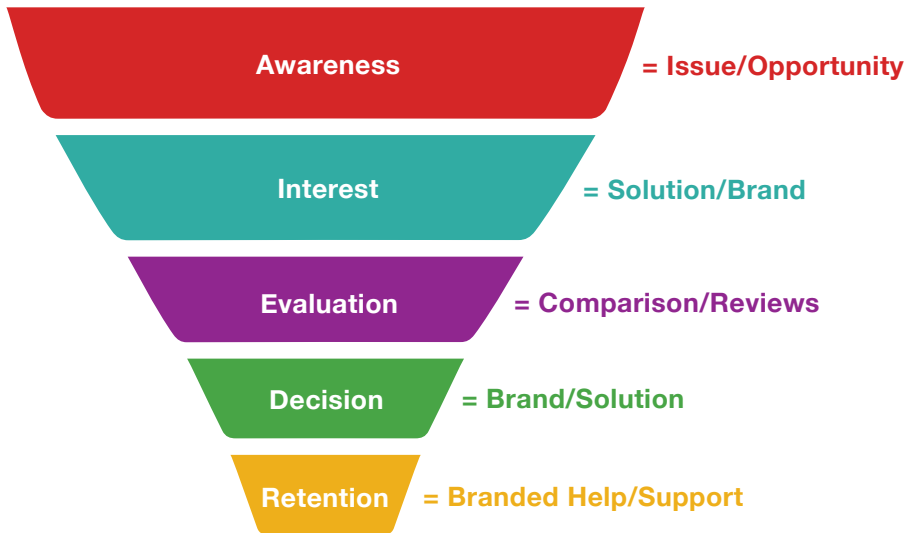 Awareness = Issue/Opportunity
Interest = Solution/Brand
Evaluation = Comparison/Reviews
Decision = Brand/Solution
Retention = Branded Help/Support